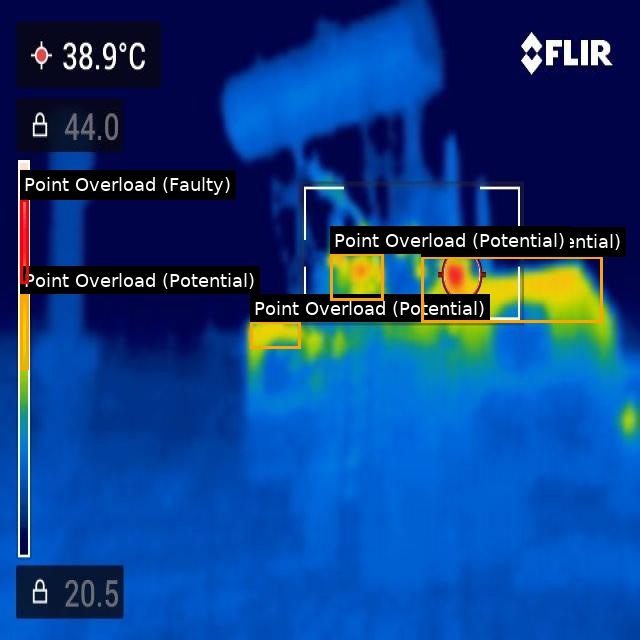 38.9°C
FLIR
44.0
Point Overload (Faulty)
Point Overload (Potential) ential)
Point Overload (Potential)
Point Overload (Potential)
20.5